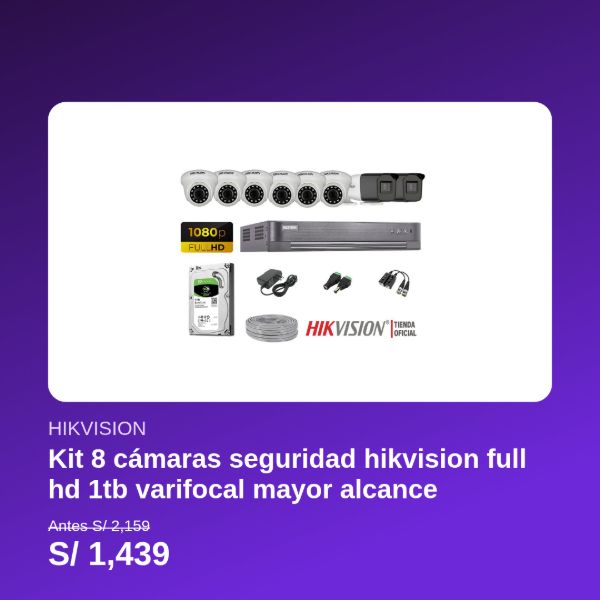 1080p
FULL HD
HIKVISION
TIENDA
OFICIAL
HIKVISION
Kit 8 cámaras seguridad hikvision full
hd 1tb varifocal mayor alcance
Antes S/ 2,159
S/ 1,439